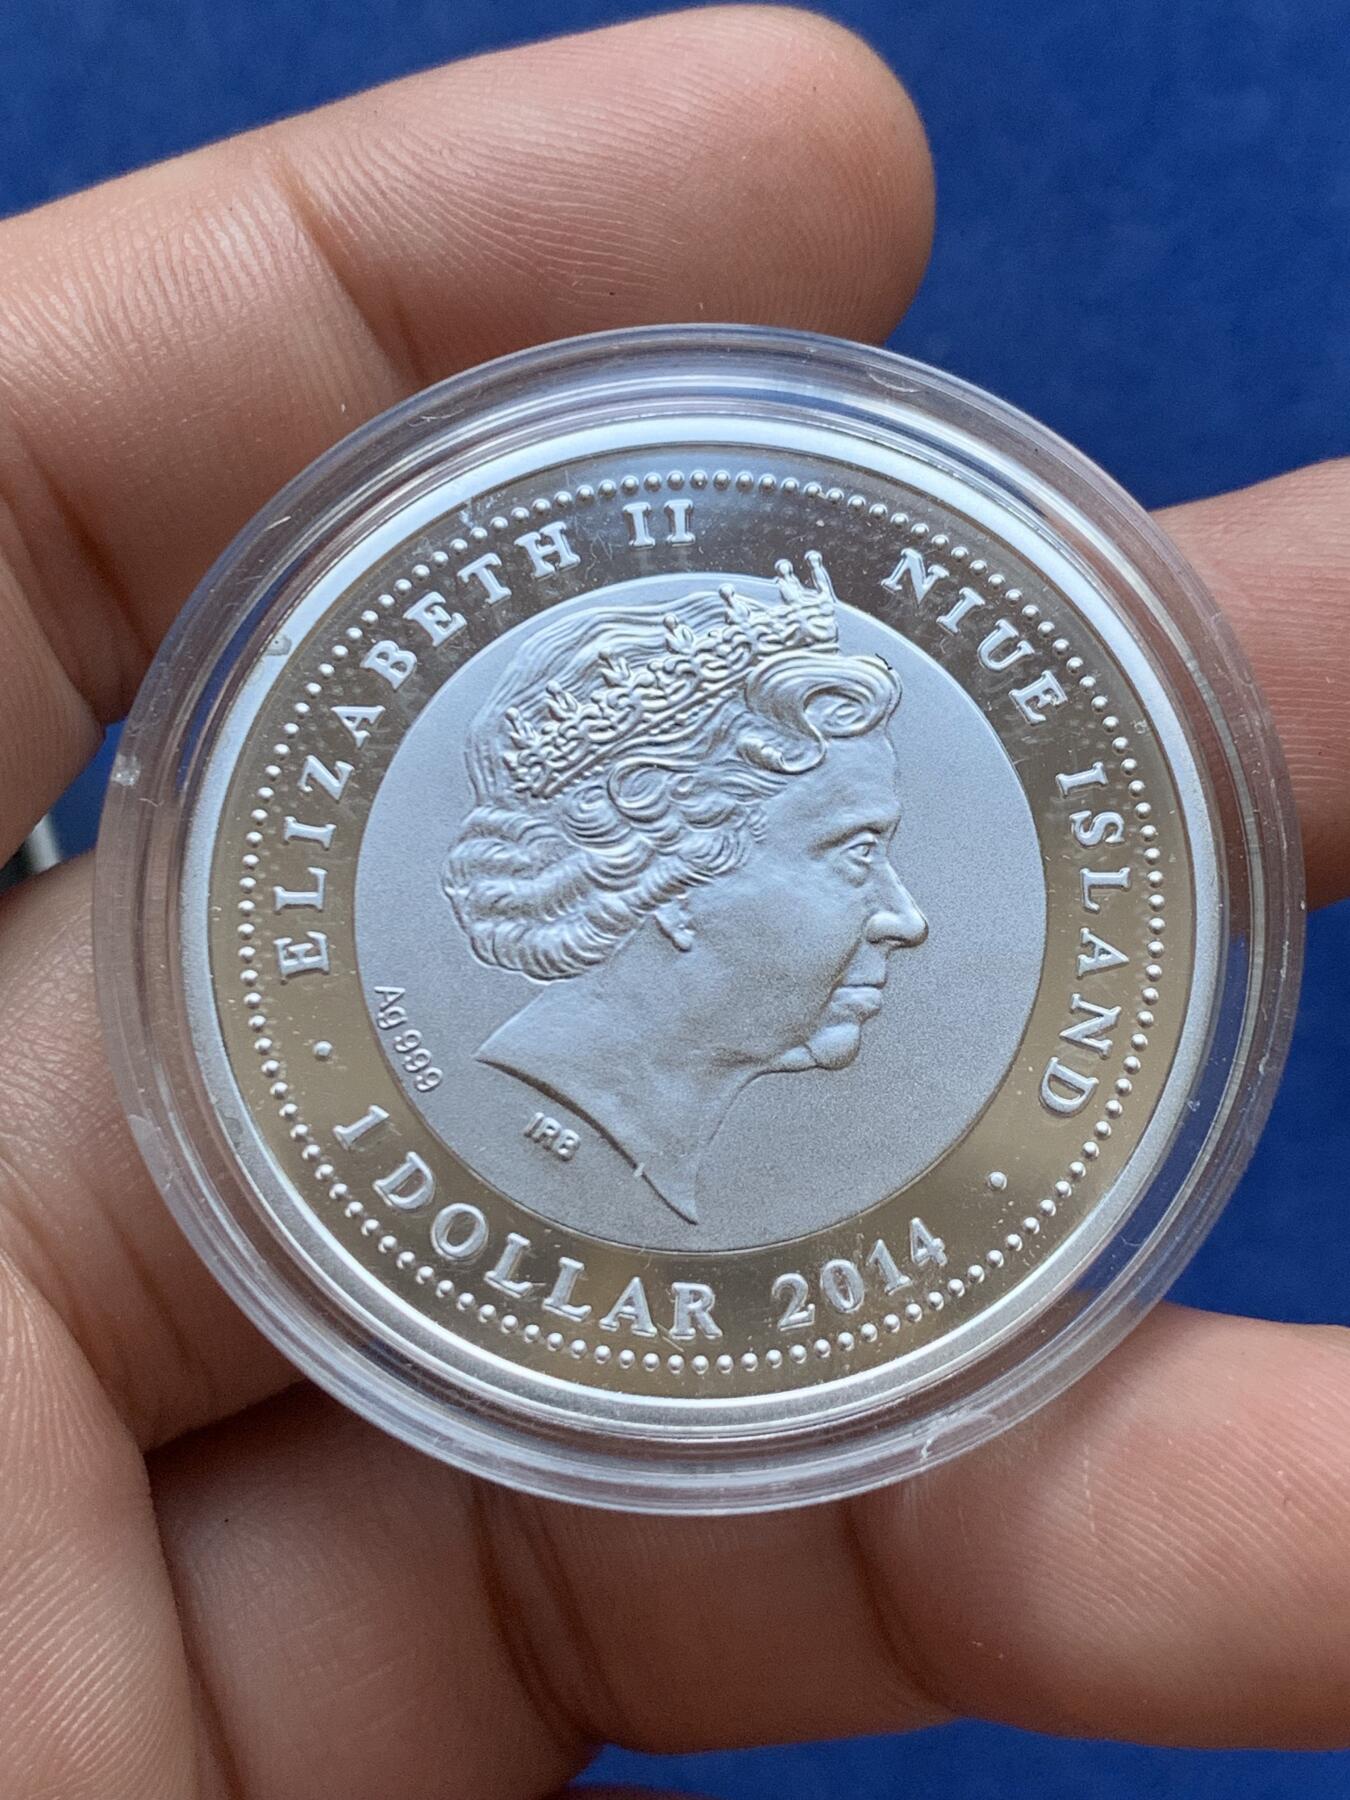 ELIZABETH II
NIUE ISLAND
Ag 999
IRB
1 DOLLAR 2014